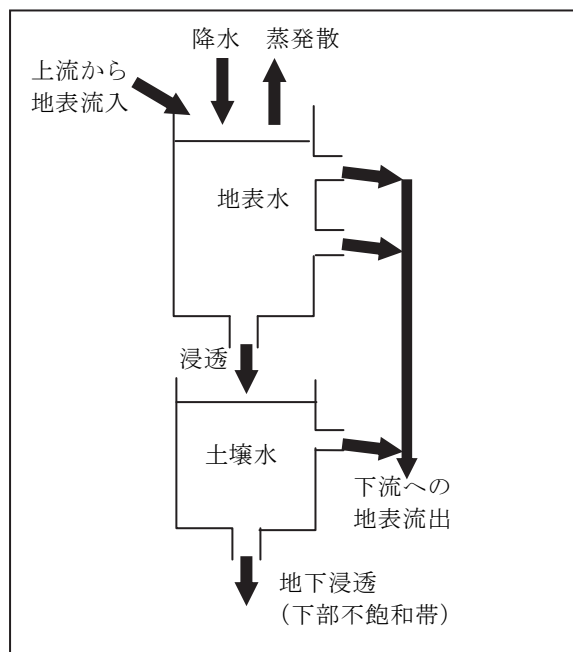 降水 蒸発散
上流から
地表流入
地表水
浸透
土壌水
下流への
地表流出
地下浸透
（下部不飽和帯）